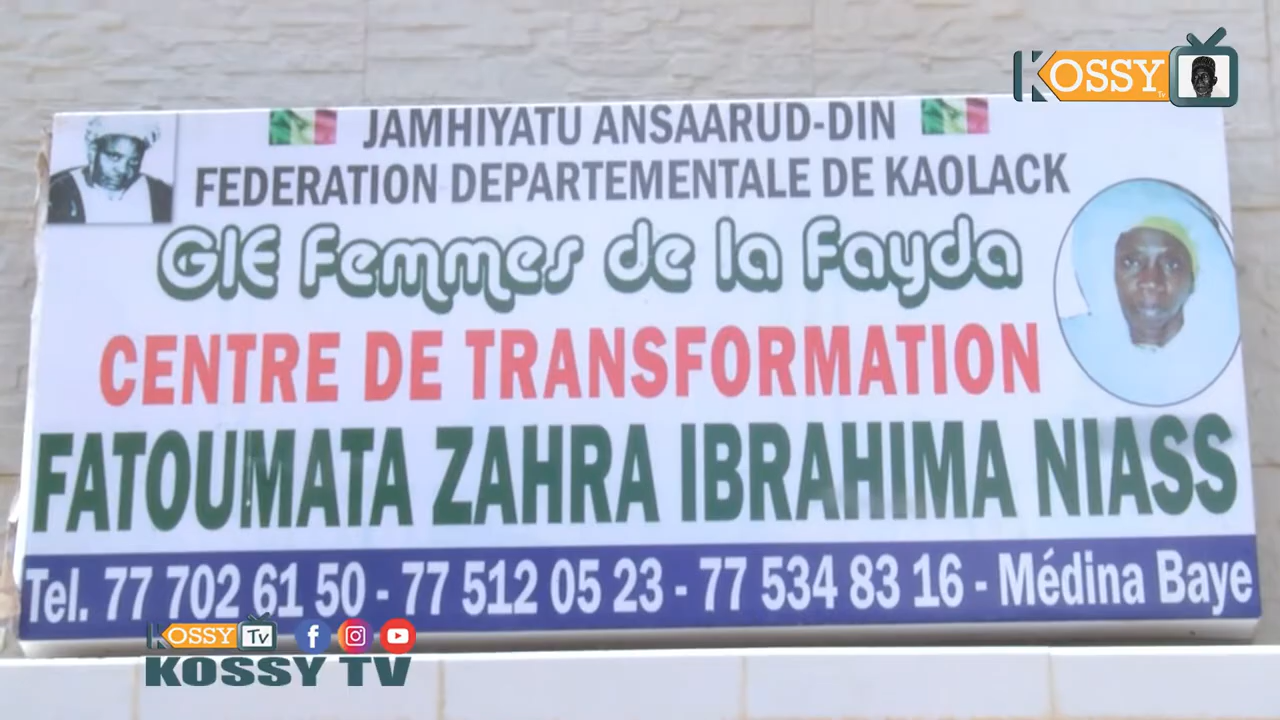 KOSSY Tv
JAMHIYATU ANSAARUD-DIN
FEDERATION DEPARTEMENTALE DE KAOLACK
GIE Femmes de la Fayda
CENTRE DE TRANSFORMATION
FATOUMATA ZAHRA IBRAHIMA NIASS
Tel. 77 702 61 50 - 77 512 05 23 - 77 534 83 16 - Médina Baye
KOSSY Tv
KOSSY TV